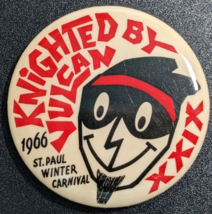 KNIGHTED BY
VULCAN
1966
ST. PAUL
WINTER
CARNIVAL
XXIX